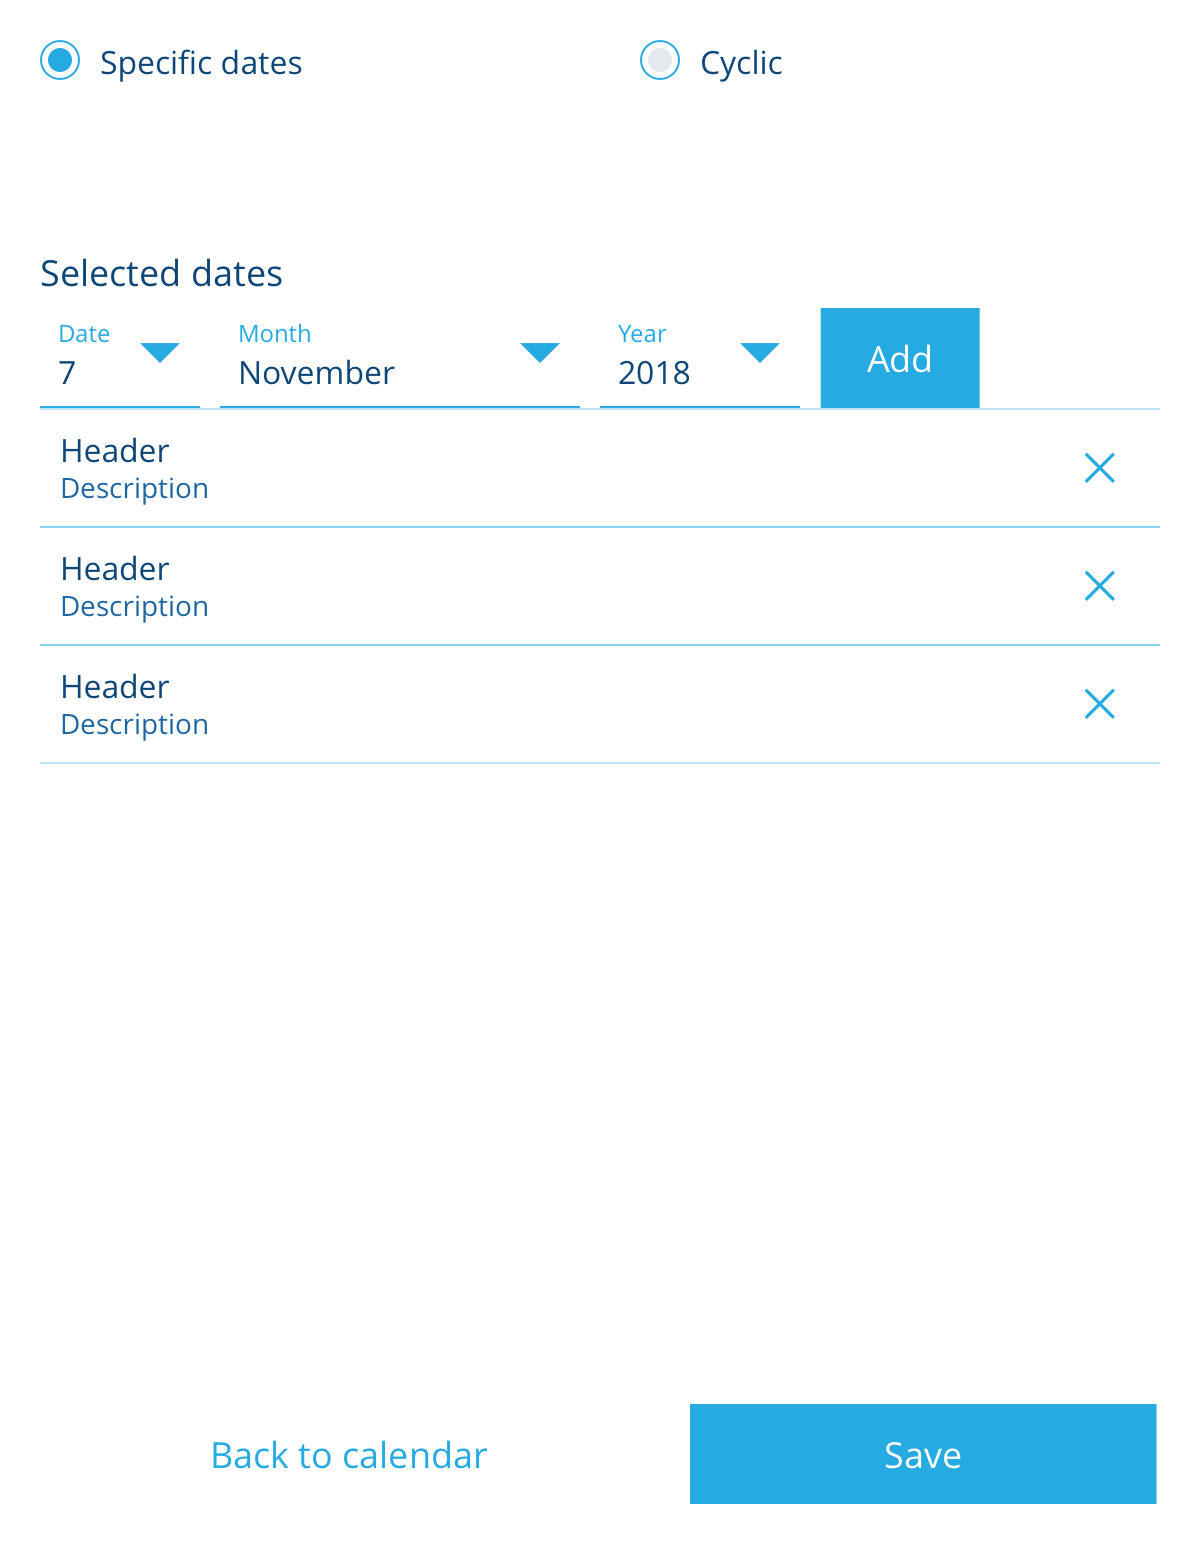 Specific dates
Cyclic
Selected dates
Date
Month
Year
7
November
2018
Add
Header
Description
Header
Description
Header
Description
Back to calendar
Save